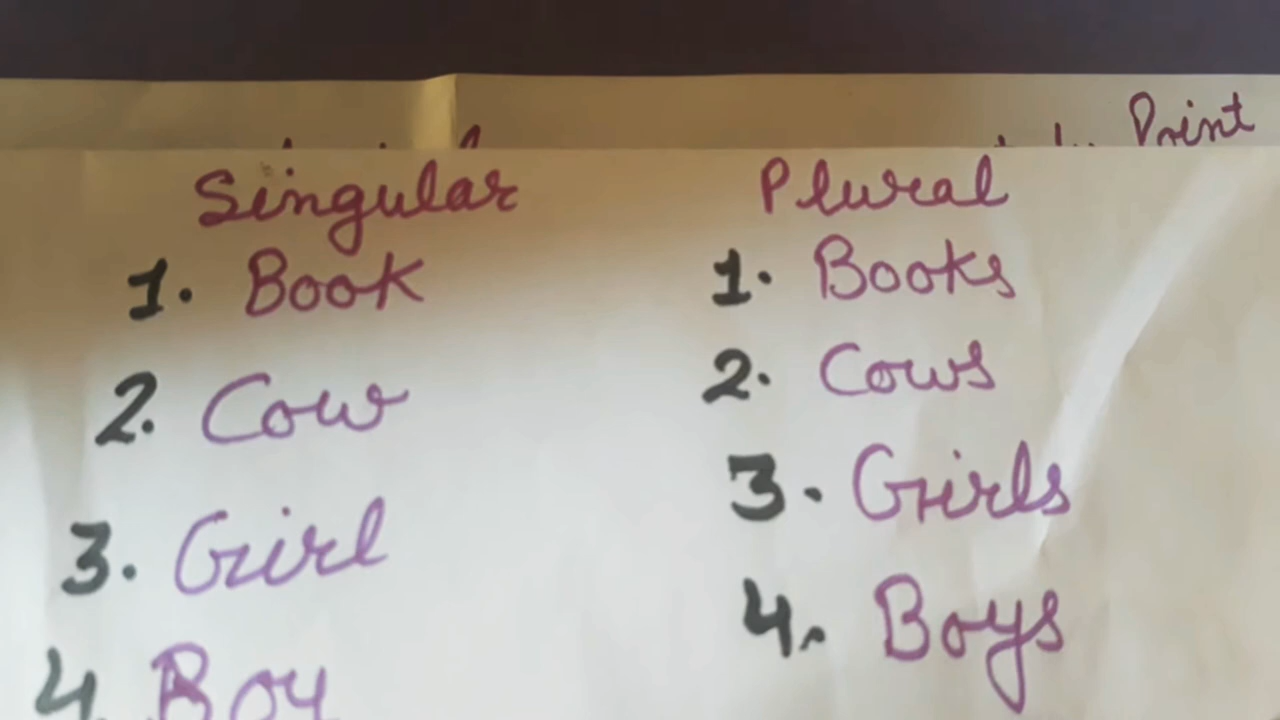 Print
Singular Plural
1. Book 1. Books
2. Cow 2. Cows
3. Girl 3. Girls
4. Boy 4. Boys